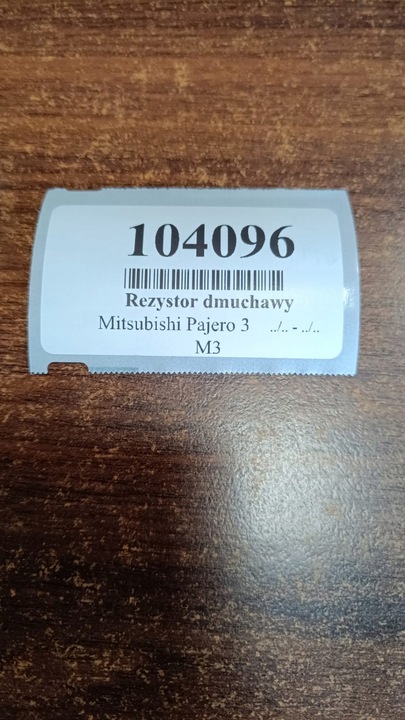 104096
Rezystor dmuchawy
Mitsubishi Pajero 3 ../.. - ../..
M3